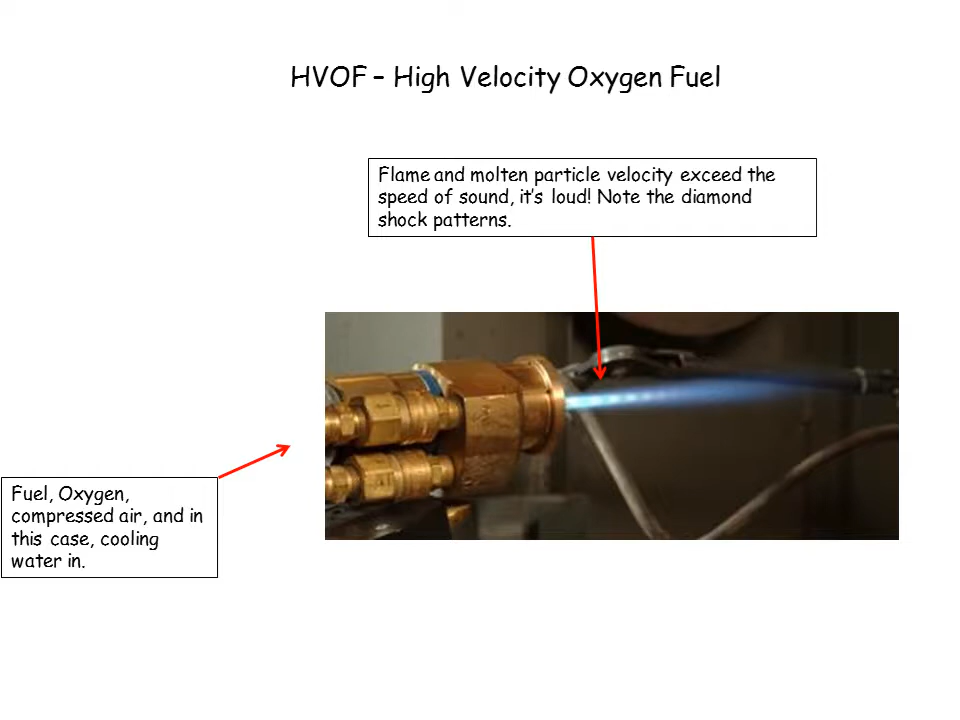 HVOF – High Velocity Oxygen Fuel
Flame and molten particle velocity exceed the
speed of sound, it's loud! Note the diamond
shock patterns.
Fuel, Oxygen,
compressed air, and in
this case, cooling
water in.